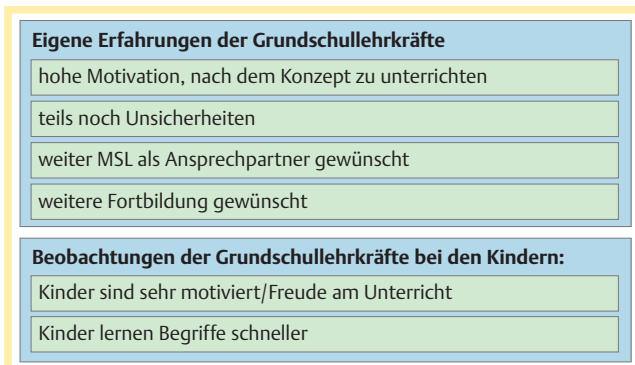 Eigene Erfahrungen der Grundschullehrkräfte
hohe Motivation, nach dem Konzept zu unterrichten
teils noch Unsicherheiten
weiter MSL als Ansprechpartner gewünscht
weitere Fortbildung gewünscht
Beobachtungen der Grundschullehrkräfte bei den Kindern:
Kinder sind sehr motiviert/Freude am Unterricht
Kinder lernen Begriffe schneller